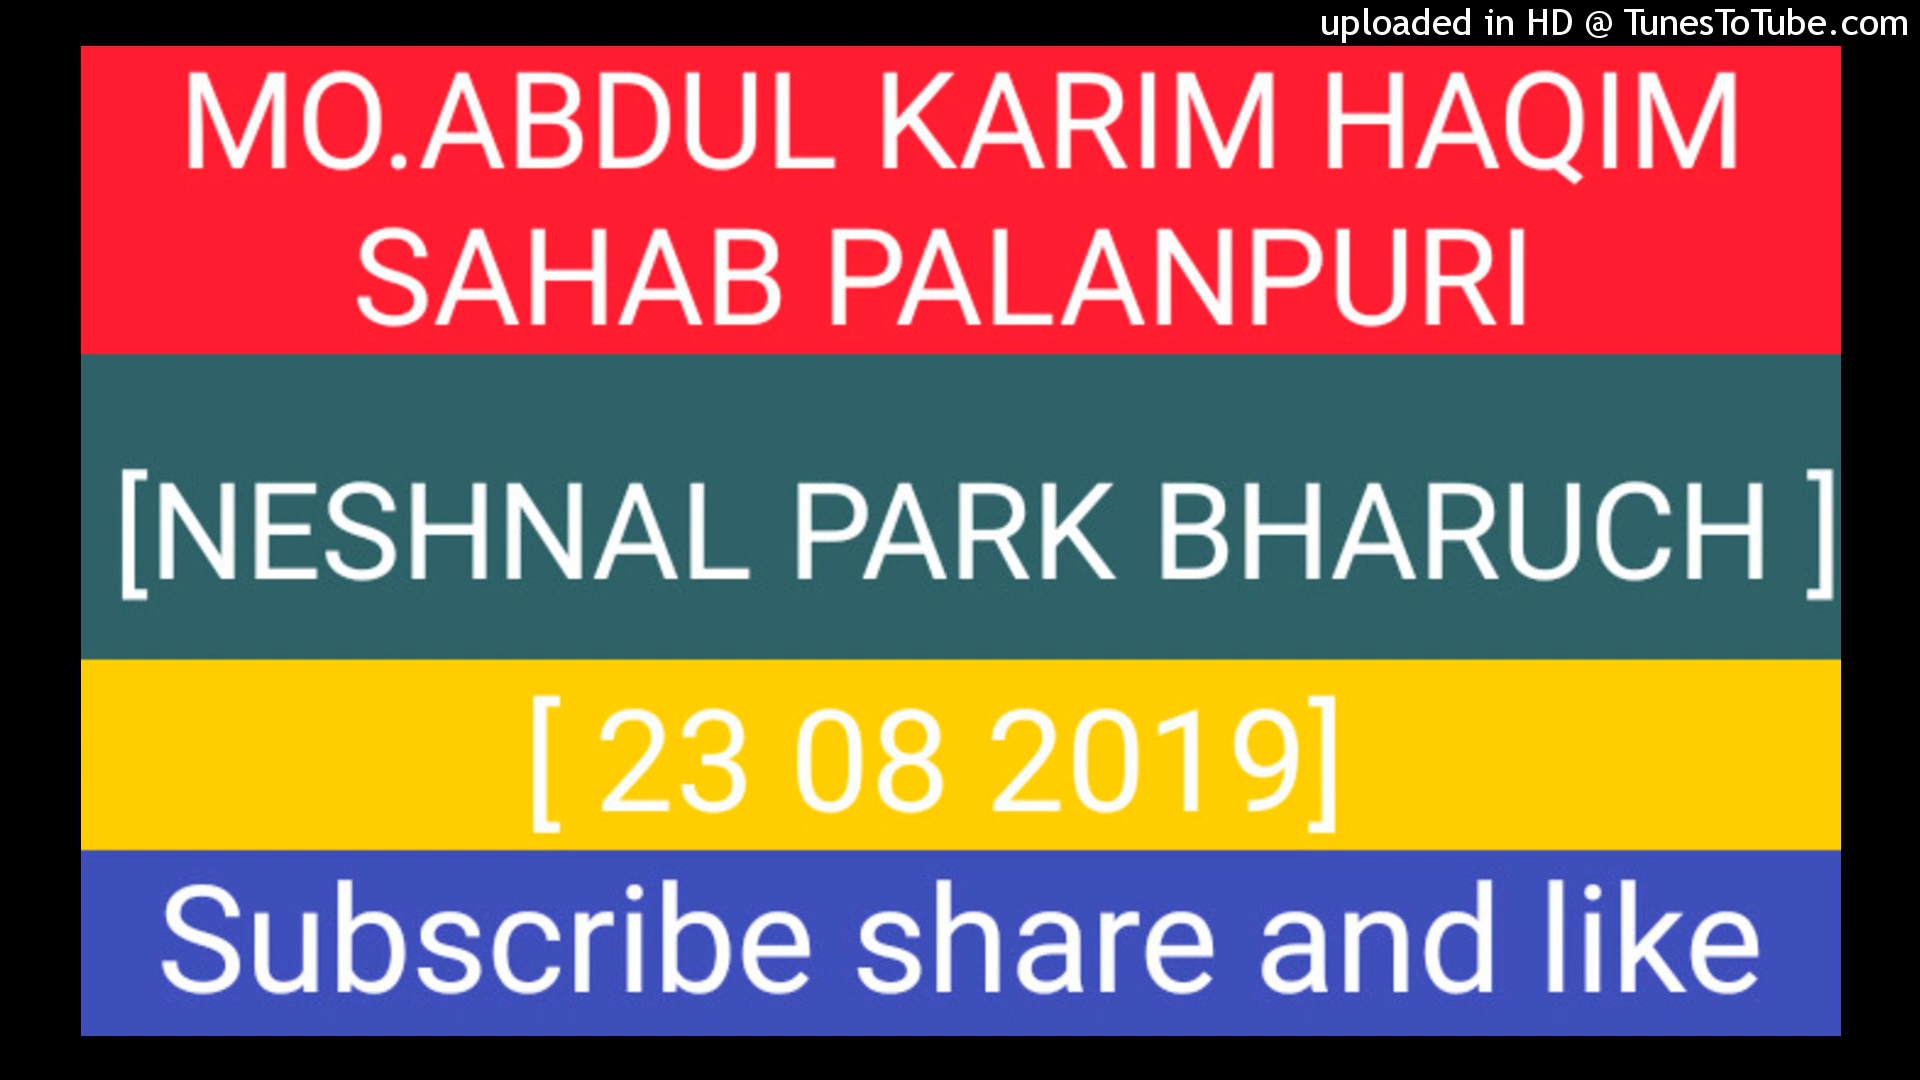 uploaded in HD @ TunesToTube.com
MO.ABDUL KARIM HAQIM
SAHAB PALANPURI
[NESHNAL PARK BHARUCH ]
[ 23 08 2019]
Subscribe share and like